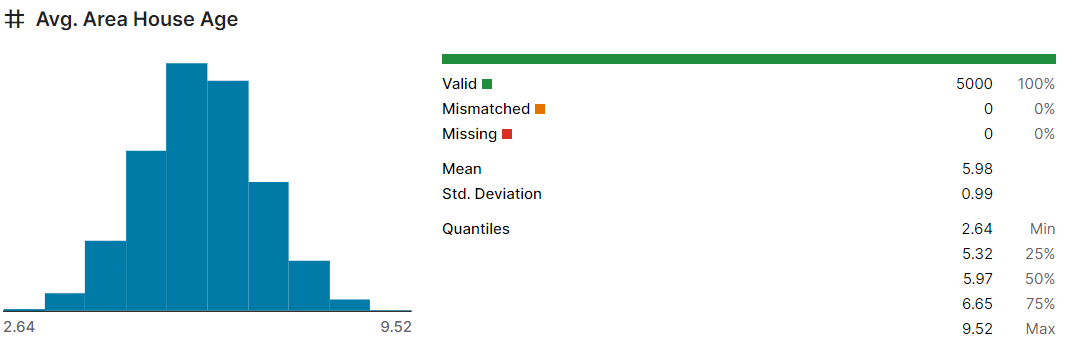 # Avg. Area House Age
2.64 9.52
Valid 5000 100%
Mismatched 0 0%
Missing 0 0%
Mean 5.98
Std. Deviation 0.99
Quantiles 2.64 Min
5.32 25%
5.97 50%
6.65 75%
9.52 Max